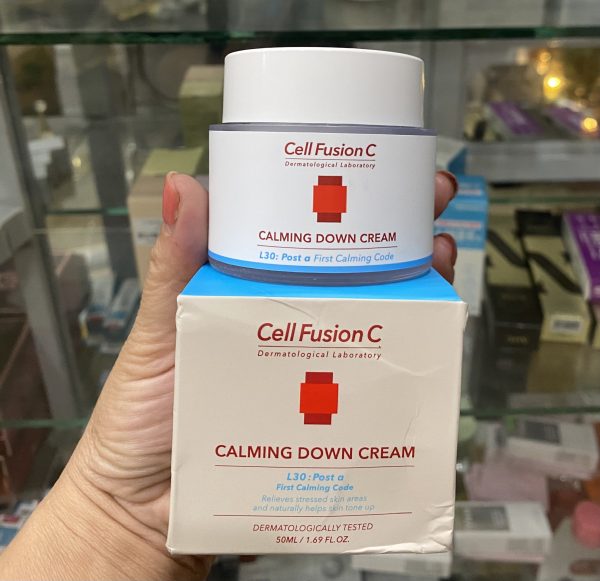 Cell Fusion C
Dermatological Laboratory
CALMING DOWN CREAM
L30: Post α First Calming Code
Cell Fusion C
Dermatological Laboratory
CALMING DOWN CREAM
L30 : Post α
First Calming Code
Relieves stressed skin areas
and naturally helps skin tone up
DERMATOLOGICALLY TESTED
50ML / 1.69 FL.OZ.